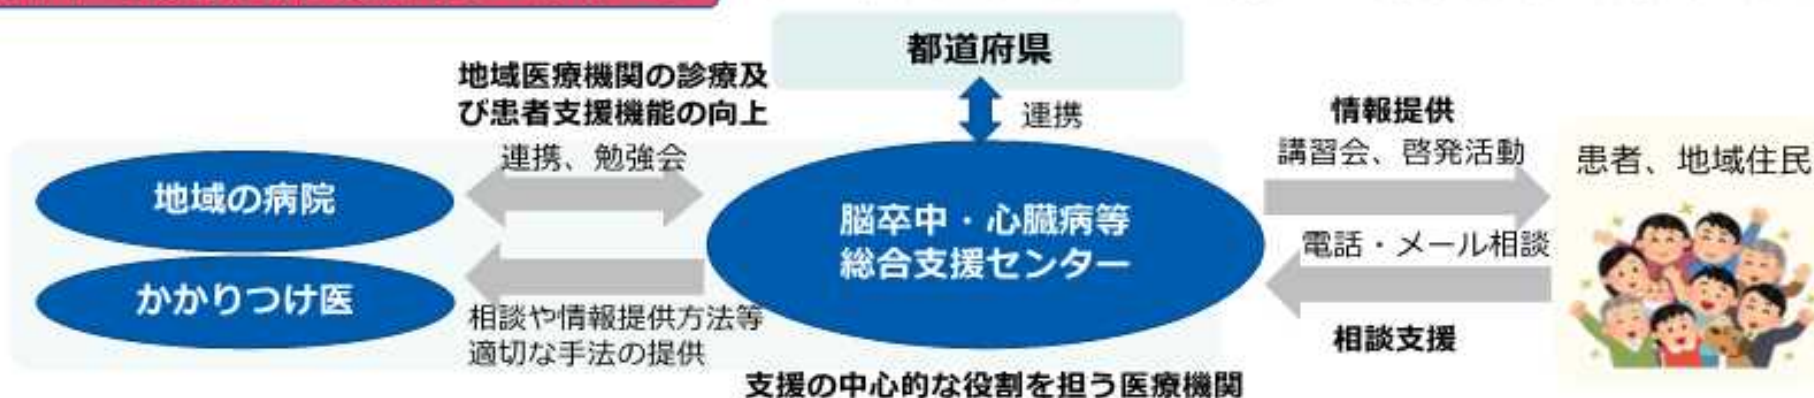 都道府県
地域医療機関の診療及
び患者支援機能の向上
連携
情報提供
連携、勉強会
講習会、啓発活動
患者、地域住民
地域の病院
脳卒中・心臓病等
総合支援センター
電話・メール相談
かかりつけ医
相談や情報提供方法等
適切な手法の提供
相談支援
支援の中心的な役割を担う医療機関